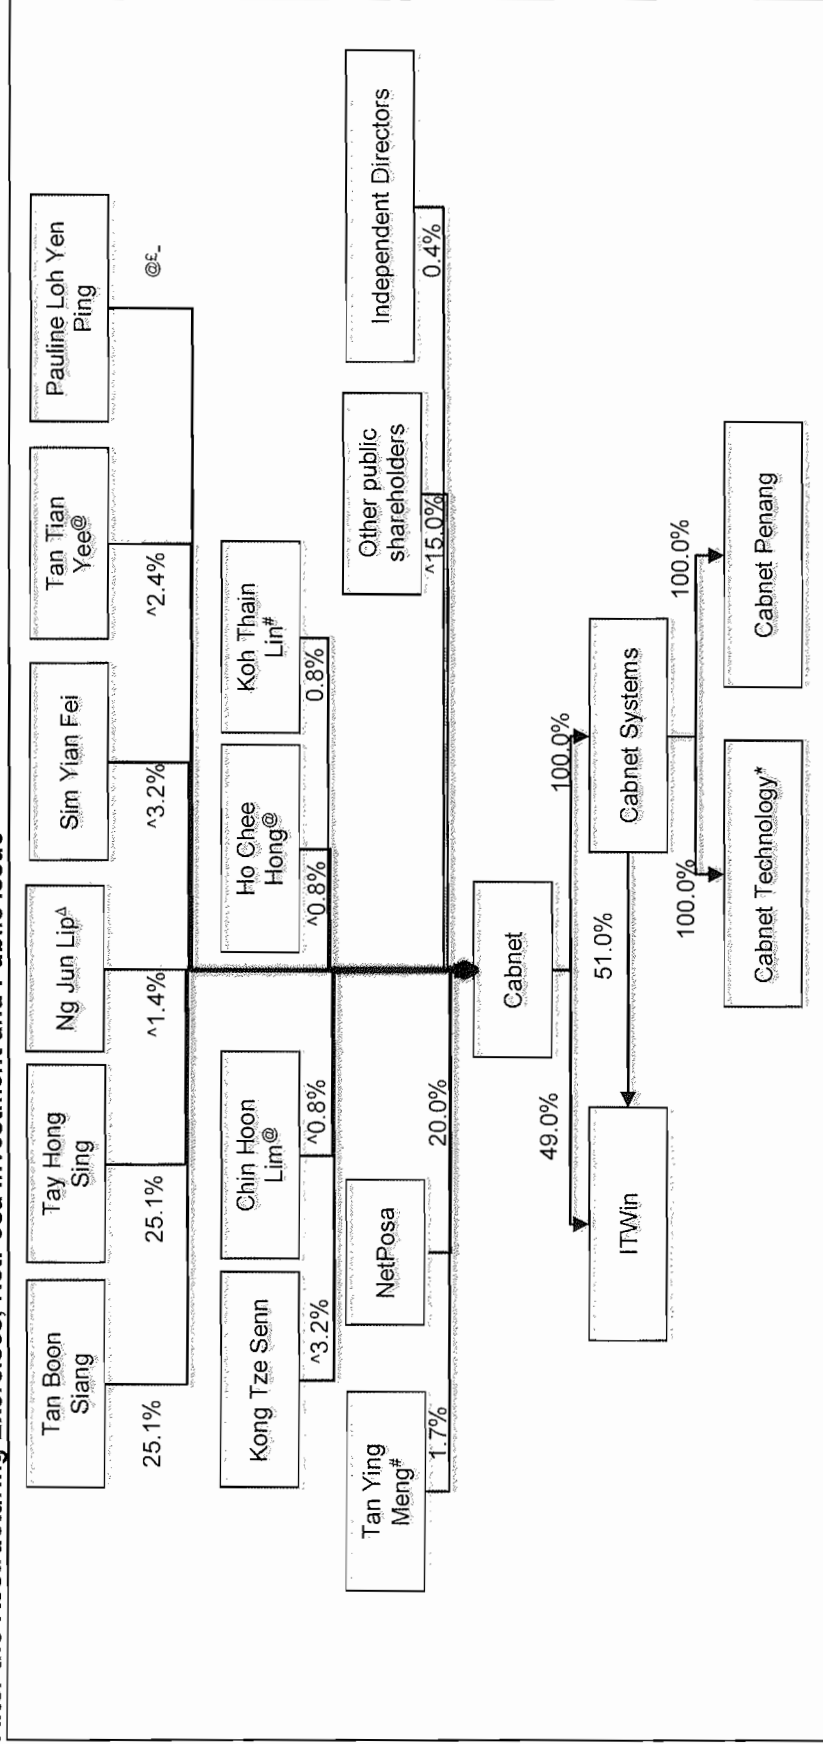 Tan Boon
Siang
25.1%
Tay Hong
Sing
25.1%
Ng Jun LipΔ
^1.4%
Sim Yian Fei
^3.2%
Tan Tian
Yee@
^2.4%
Pauline Loh Yen
Ping
@£_
Kong Tze Senn
^3.2%
Chin Hoon
Lim@
^0.8%
Ho Chee
Hong@
^0.8%
Koh Thain
Lin#
0.8%
Tan Ying
Meng#
1.7%
NetPosa
20.0%
Other public
shareholders
^15.0%
Independent Directors
0.4%
Cabnet
49.0%
100.0%
ITWin
51.0%
Cabnet Systems
100.0%
100.0%
Cabnet Technology*
Cabnet Penang